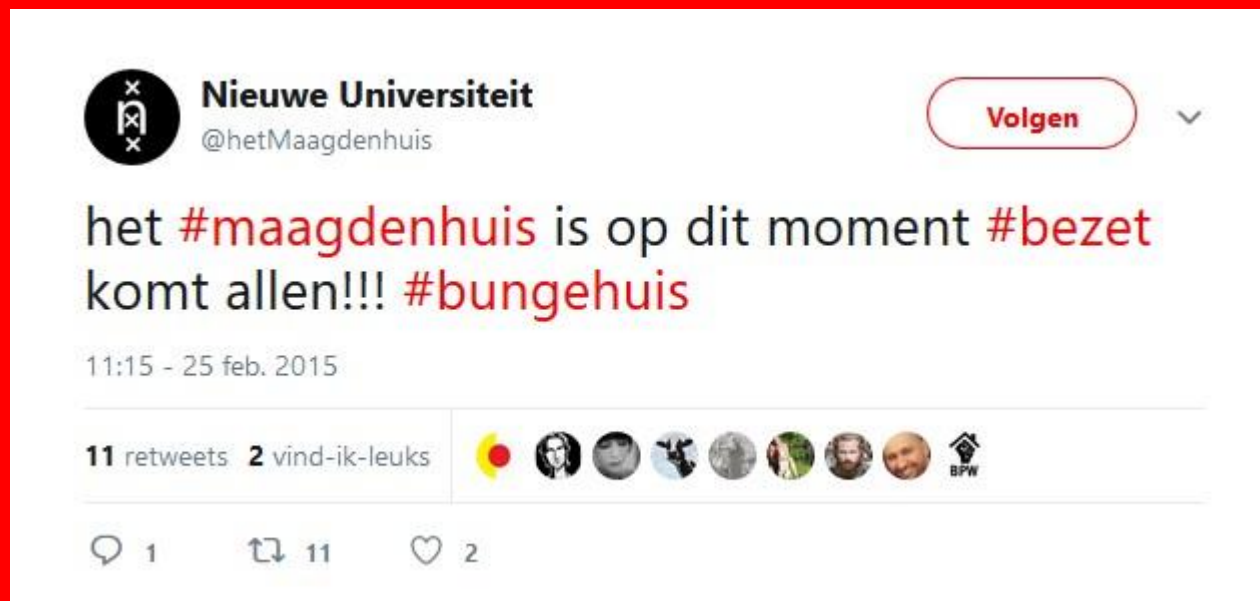 Nieuwe Universiteit
@hetMaagdenhuis
Volgen
het #maagdenhuis is op dit moment #bezet
komt allen!!! #bungehuis
11:15 - 25 feb. 2015
11 retweets 2 vind-ik-leuks
BPW
1 11 2